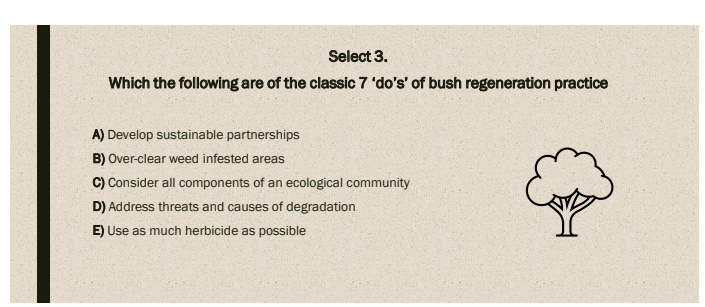 Select 3.
Which the following are of the classic 7 ‘do’s’ of bush regeneration practice
A) Develop sustainable partnerships
B) Over-clear weed infested areas
C) Consider all components of an ecological community
D) Address threats and causes of degradation
E) Use as much herbicide as possible